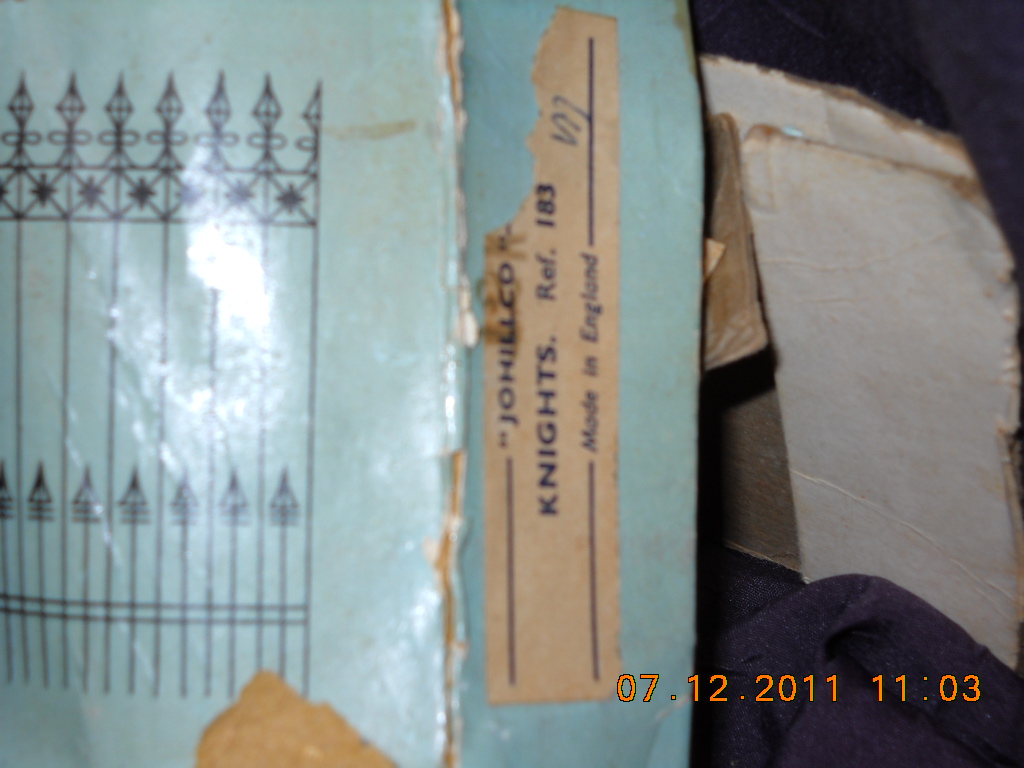 "JOHILLCO"
KNIGHTS. Ref. 183
Made in England
07.12.2011 11:03